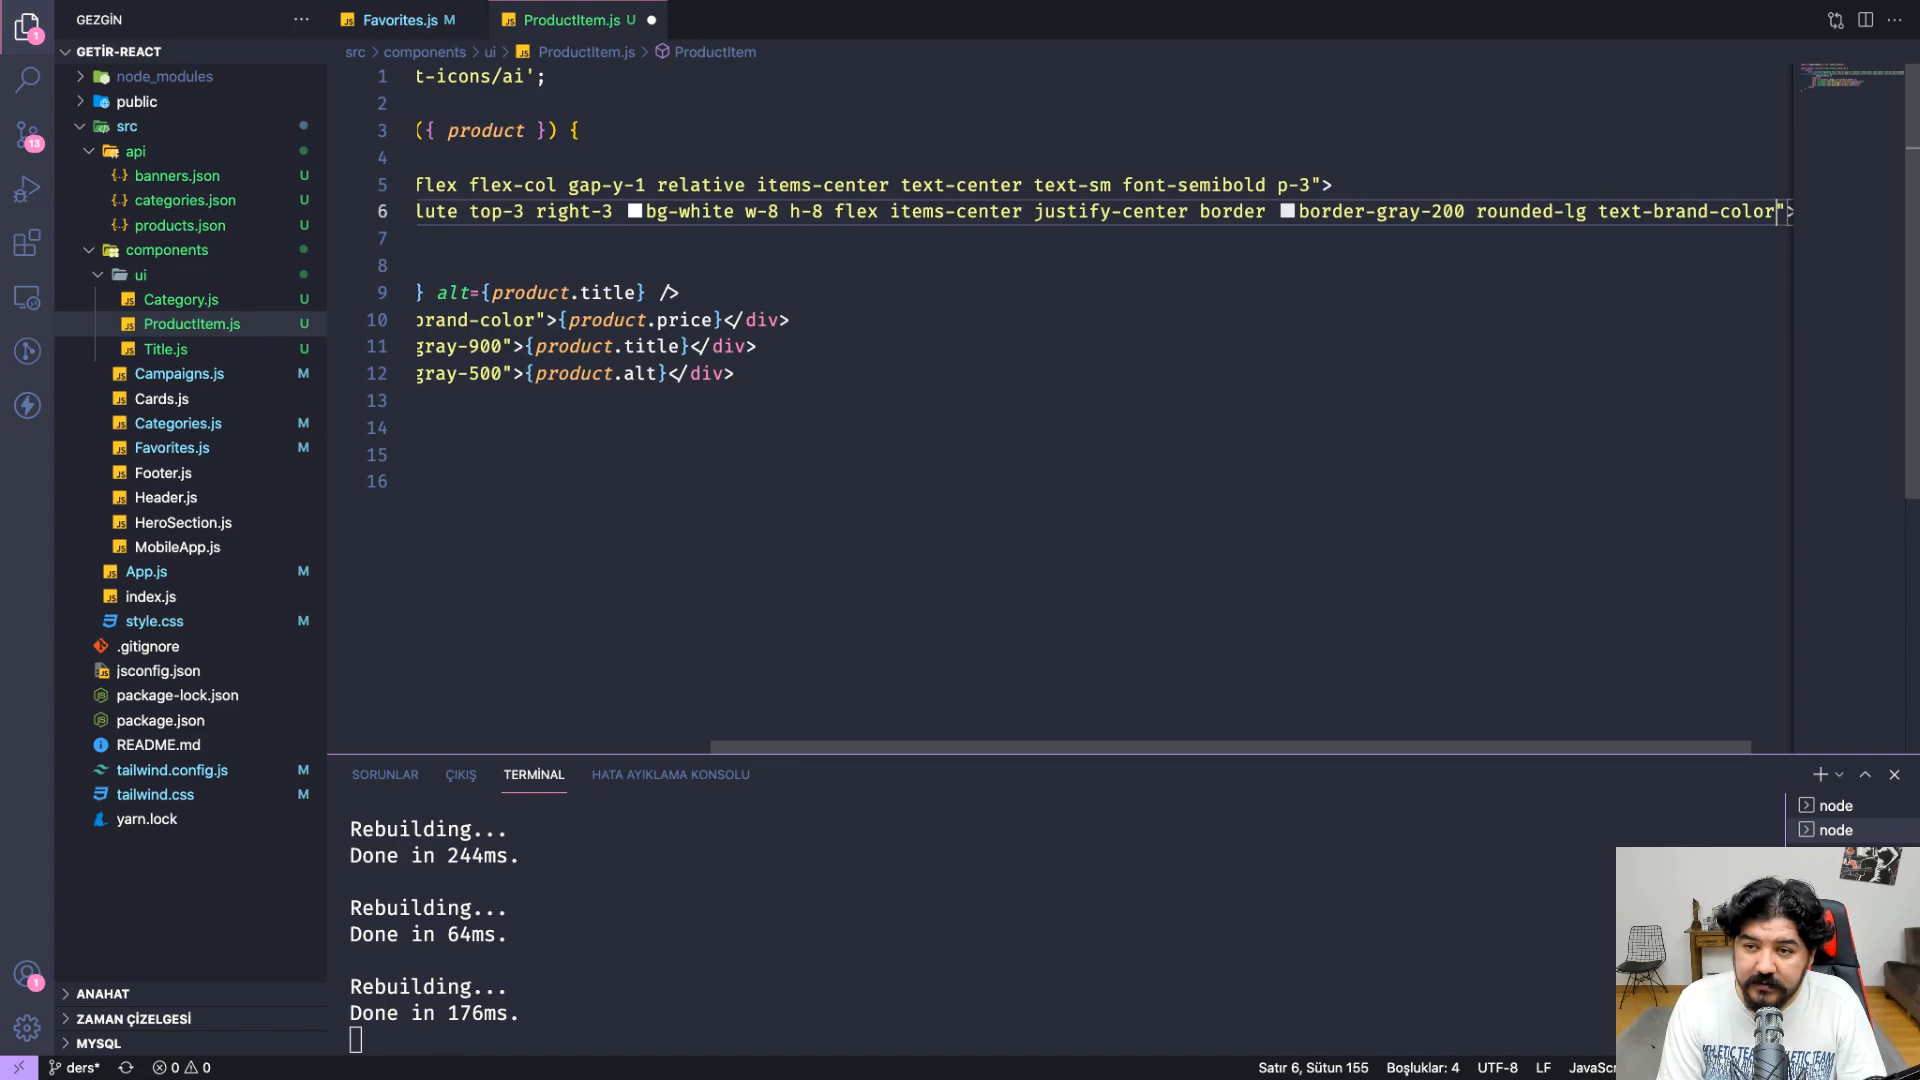 GEZGİN
GETİR-REACT
node_modules
public
src
api
banners.json U
categories.json U
products.json U
components
ui
Category.js U
ProductItem.js U
Title.js U
Campaigns.js M
Cards.js
Categories.js M
Favorites.js M
Footer.js
Header.js
HeroSection.js
MobileApp.js
App.js M
index.js
style.css M
.gitignore
jsconfig.json
package-lock.json
package.json
README.md
tailwind.config.js M
tailwind.css M
yarn.lock
ANAHAT
ZAMAN ÇİZELGESİ
MYSQL
1
13
1
Favorites.js M
ProductItem.js U
src > components > ui > ProductItem.js > ProductItem
1 t-icons/ai';
2
3 ({ product }) {
4
5 flex flex-col gap-y-1 relative items-center text-center text-sm font-semibold p-3">
6 lute top-3 right-3 bg-white w-8 h-8 flex items-center justify-center border border-gray-200 rounded-lg text-brand-color">
7
8
9 } alt={product.title} />
10 brand-color">{product.price}</div>
11 gray-900">{product.title}</div>
12 gray-500">{product.alt}</div>
13
14
15
16
SORUNLAR ÇIKIŞ TERMİNAL HATA AYIKLAMA KONSOLU
Rebuilding...
Done in 244ms.
Rebuilding...
Done in 64ms.
Rebuilding...
Done in 176ms.
node
node
ders* 0 0
Satır 6, Sütun 155 Boşluklar: 4 UTF-8 LF JavaScr